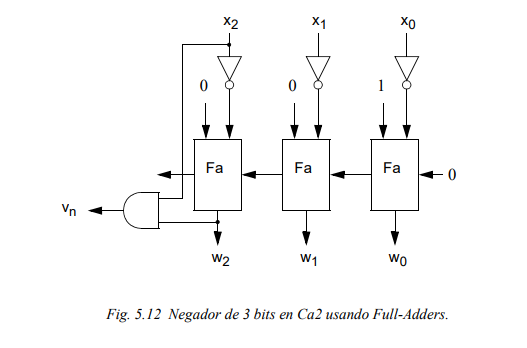 x2 x1 x0
0 0 1
Fa Fa Fa 0
vn
w2 w1 w0
Fig. 5.12 Negador de 3 bits en Ca2 usando Full-Adders.